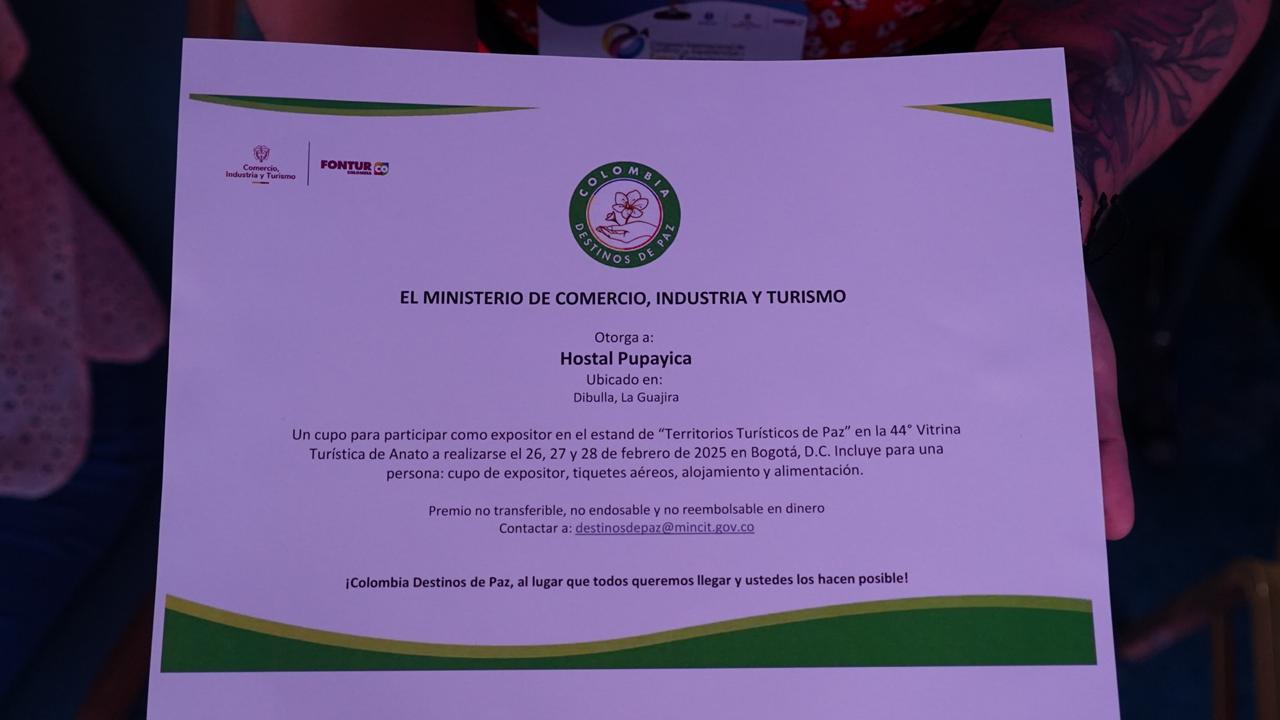 Comercio,
Industria y Turismo
FONTUR CO
COLOMBIA
COLOMBIA
DESTINOS DE PAZ
EL MINISTERIO DE COMERCIO, INDUSTRIA Y TURISMO
Otorga a:
Hostal Pupayica
Ubicado en:
Dibulla, La Guajira
Un cupo para participar como expositor en el estand de “Territorios Turísticos de Paz” en la 44° Vitrina
Turística de Anato a realizarse el 26, 27 y 28 de febrero de 2025 en Bogotá, D.C. Incluye para una
persona: cupo de expositor, tiquetes aéreos, alojamiento y alimentación.
Premio no transferible, no endosable y no reembolsable en dinero
Contactar a: destinosdepaz@mincit.gov.co
¡Colombia Destinos de Paz, al lugar que todos queremos llegar y ustedes los hacen posible!